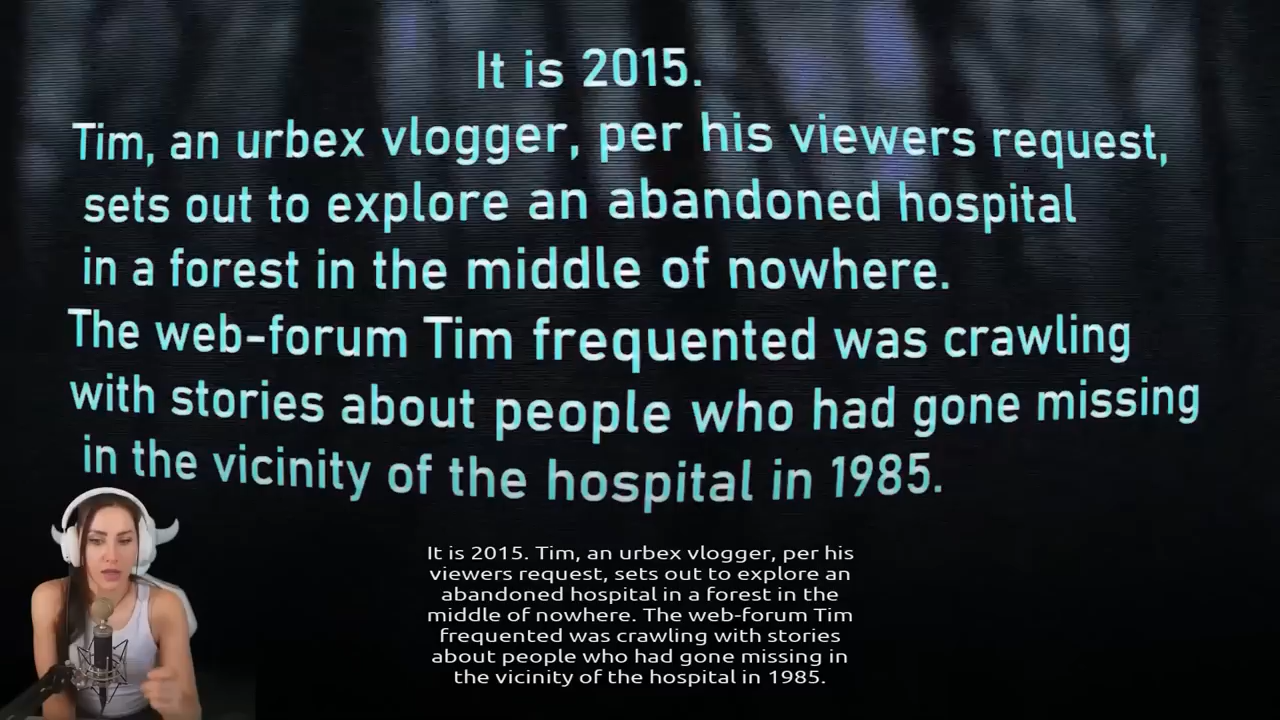 It is 2015.
Tim, an urbex vlogger, per his viewers request,
sets out to explore an abandoned hospital
in a forest in the middle of nowhere.
The web-forum Tim frequented was crawling
with stories about people who had gone missing
in the vicinity of the hospital in 1985.
It is 2015. Tim, an urbex vlogger, per his
viewers request, sets out to explore an
abandoned hospital in a forest in the
middle of nowhere. The web-forum Tim
frequented was crawling with stories
about people who had gone missing in
the vicinity of the hospital in 1985.